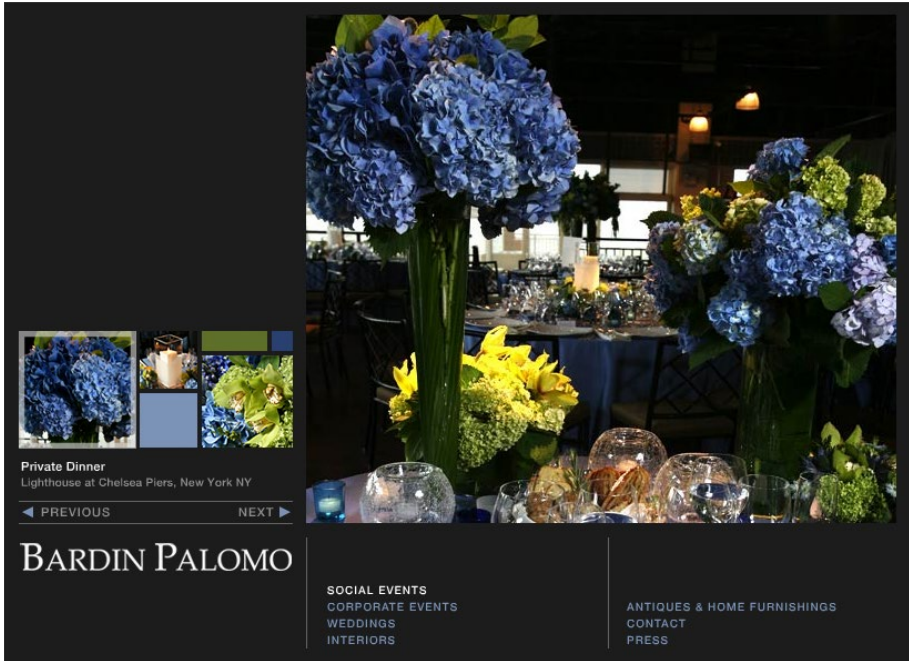 Private Dinner
Lighthouse at Chelsea Piers, New York NY
PREVIOUS
NEXT
BARDIN PALOMO
SOCIAL EVENTS
CORPORATE EVENTS
WEDDINGS
INTERIORS
ANTIQUES & HOME FURNISHINGS
CONTACT
PRESS